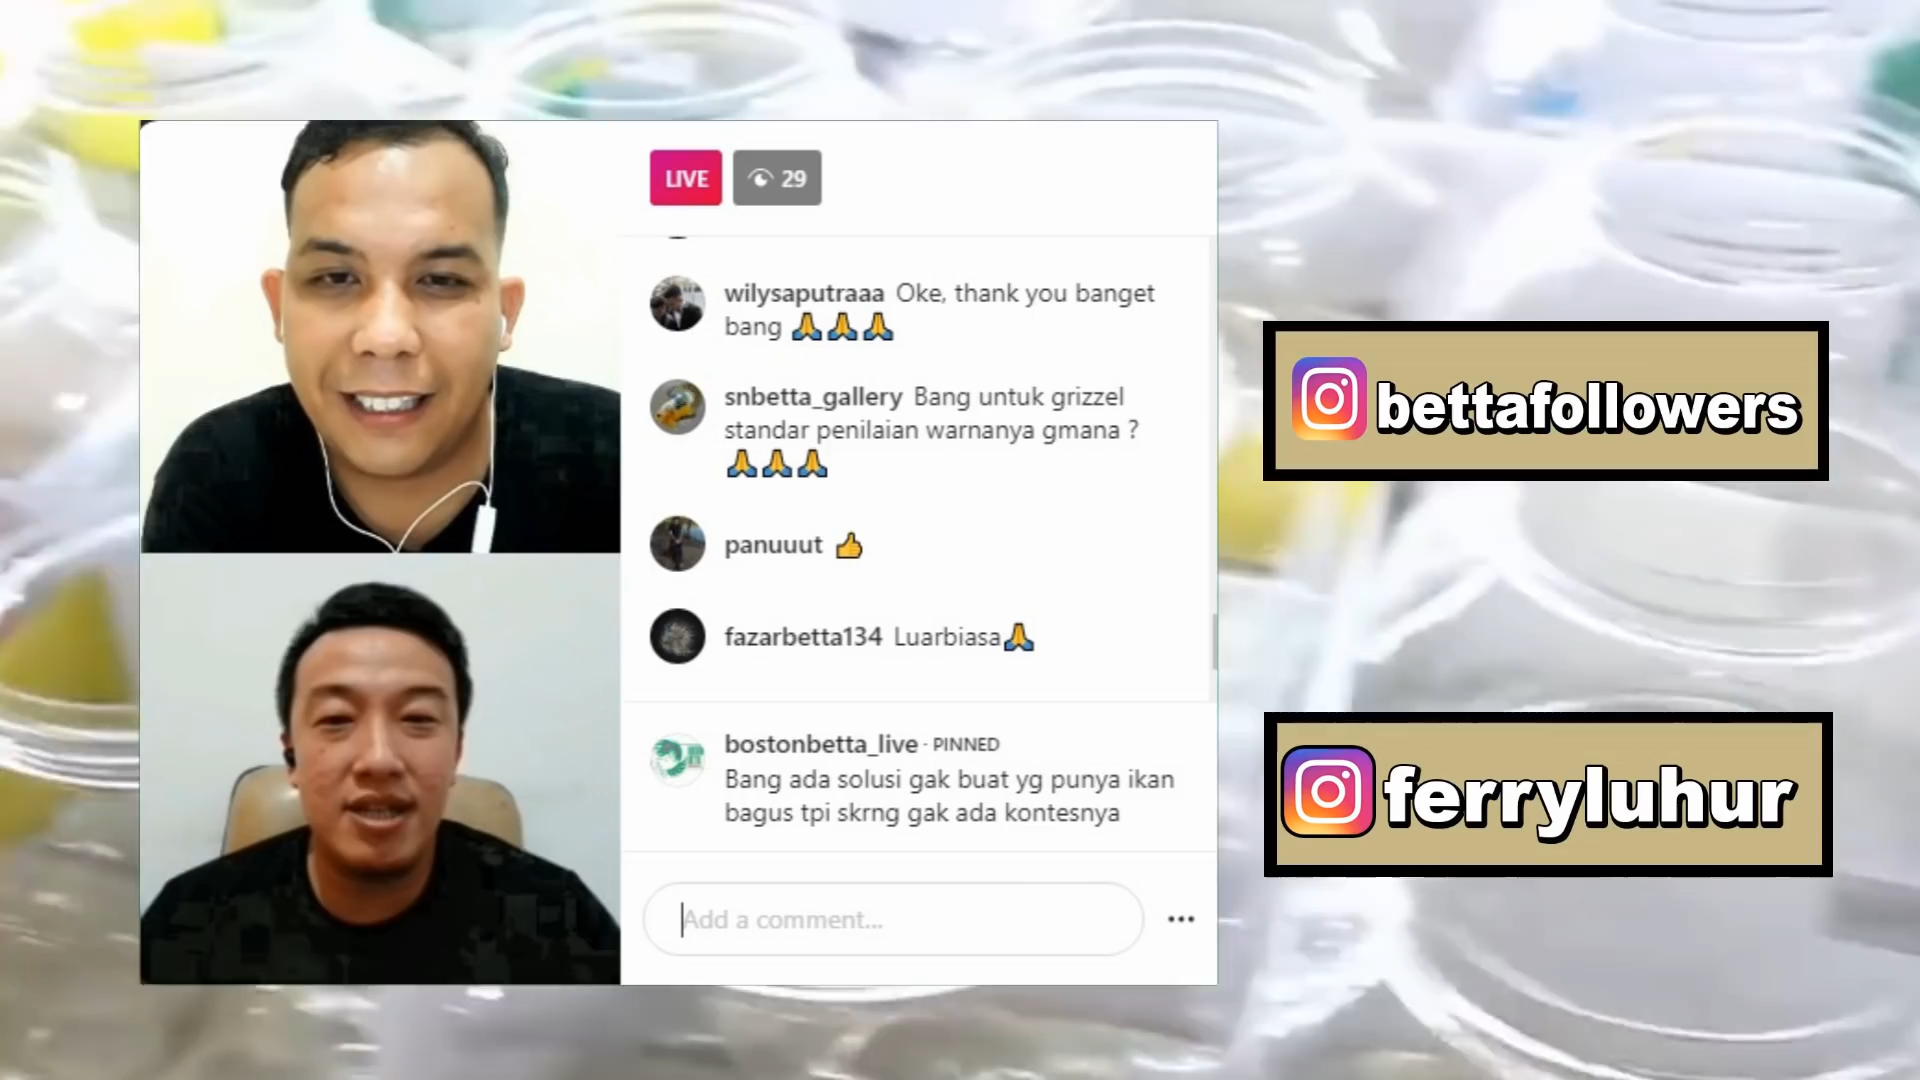 LIVE 29
wilysaputraaa Oke, thank you banget
bang 🙏🙏🙏
snbetta_gallery Bang untuk grizzel
standar penilaian warnanya gmana ?
🙏🙏🙏
panuuut 👍
fazarbetta134 Luarbiasa🙏
bostonbetta_live · PINNED
Bang ada solusi gak buat yg punya ikan
bagus tpi skrng gak ada kontesnya
Add a comment...
bettafollowers
ferryluhur